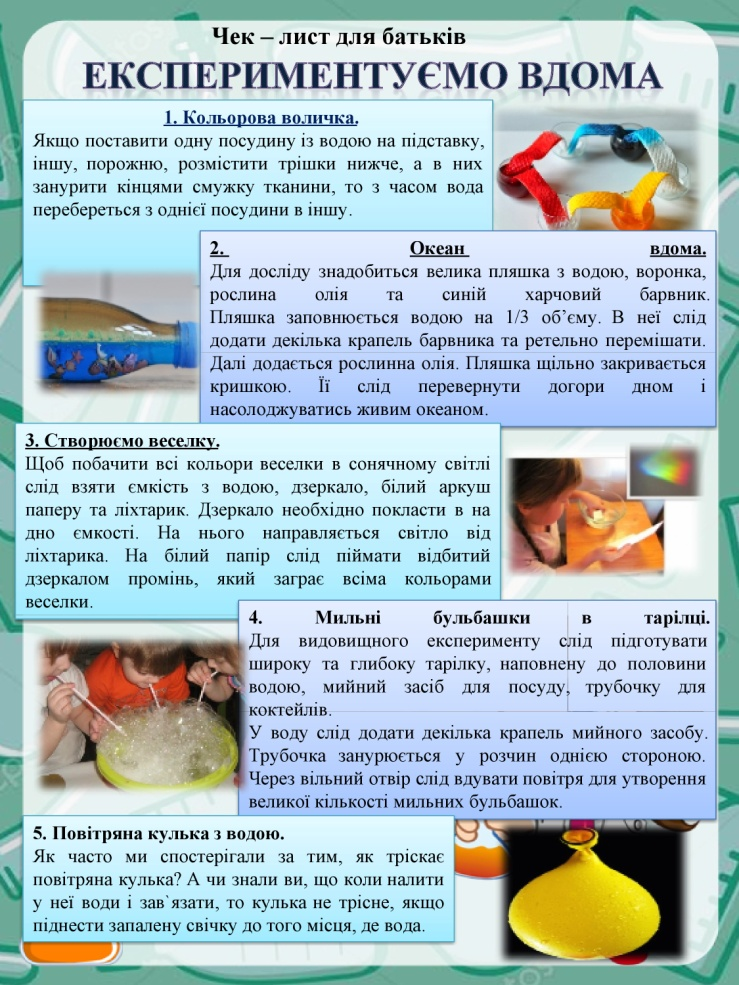 Чек – лист для батьків
ЕКСПЕРИМЕНТУЄМО ВДОМА
1. Кольорова воличка.
Якщо поставити одну посудину із водою на підставку,
іншу, порожню, розмістити трішки нижче, а в них
занурити кінцями смужку тканини, то з часом вода
перебереться з однієї посудини в іншу.
2. Океан вдома.
Для досліду знадобиться велика пляшка з водою, воронка,
рослина олія та синій харчовий барвник.
Пляшка заповнюється водою на 1/3 об’єму. В неї слід
додати декілька крапель барвника та ретельно перемішати.
Далі додається рослинна олія. Пляшка щільно закривається
кришкою. Її слід перевернути догори дном і
насолоджуватись живим океаном.
3. Створюємо веселку.
Щоб побачити всі кольори веселки в сонячному світлі
слід взяти ємкість з водою, дзеркало, білий аркуш
паперу та ліхтарик. Дзеркало необхідно покласти в на
дно ємкості. На нього направляється світло від
ліхтарика. На білий папір слід піймати відбитий
дзеркалом промінь, який заграє всіма кольорами
веселки.
4. Мильні бульбашки в тарілці.
Для видовищного експерименту слід підготувати
широку та глибоку тарілку, наповнену до половини
водою, мийний засіб для посуду, трубочку для
коктейлів.
У воду слід додати декілька крапель мийного засобу.
Трубочка занурюється у розчин однією стороною.
Через вільний отвір слід вдувати повітря для утворення
великої кількості мильних бульбашок.
5. Повітряна кулька з водою.
Як часто ми спостерігали за тим, як тріскає
повітряна кулька? А чи знали ви, що коли налити
у неї води і зав`язати, то кулька не трісне, якщо
піднести запалену свічку до того місця, де вода.